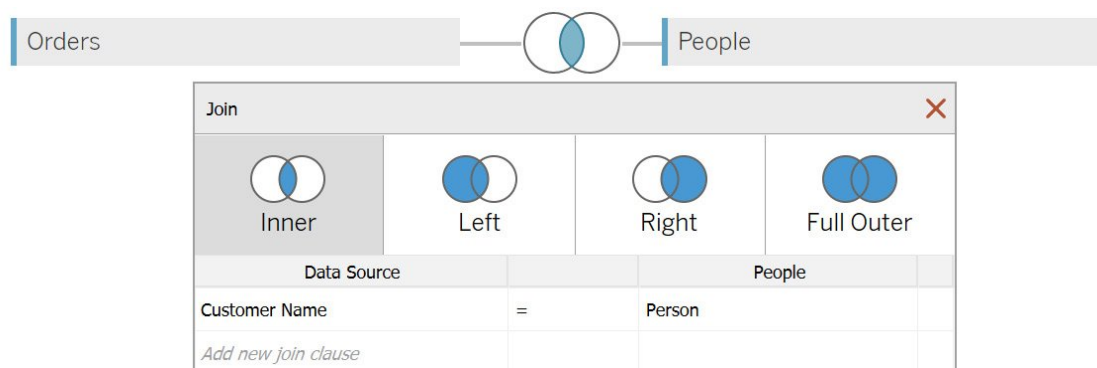 Orders People
Join
Inner Left Right Full Outer
Data Source People
Customer Name = Person
Add new join clause